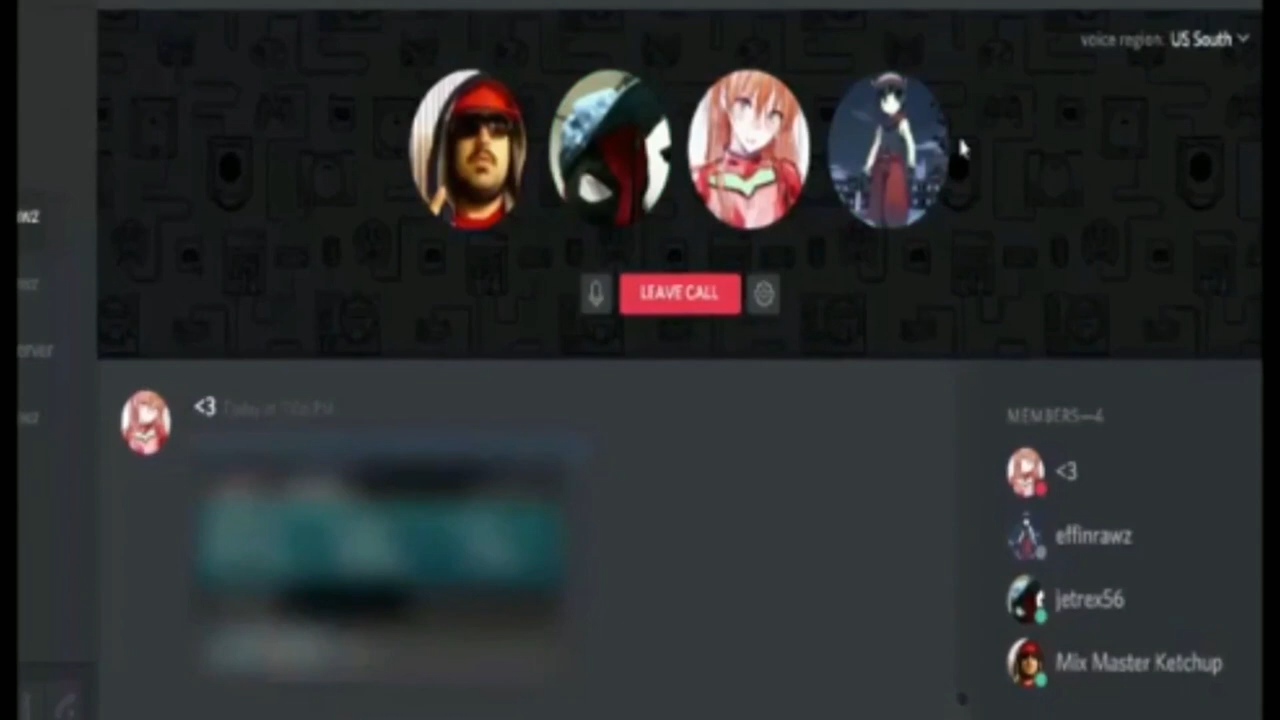 voice region: US South
LEAVE CALL
<3
MEMBERS—4
<3
effinrawz
jetrex56
Mix Master Ketchup